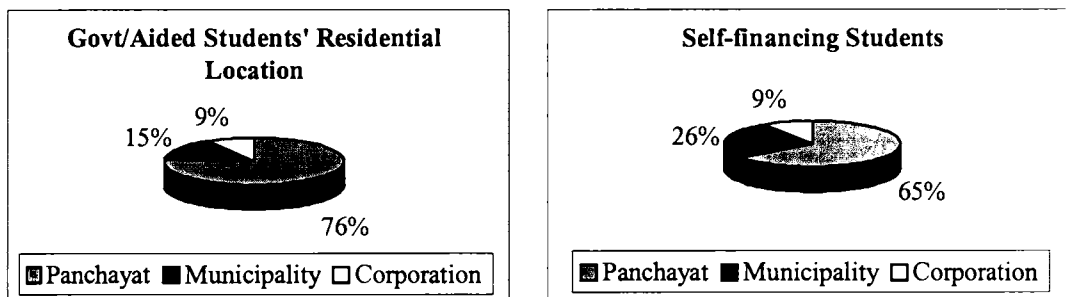 Govt/Aided Students' Residential
Location
9%
15%
76%
Panchayat Municipality Corporation
Self-financing Students
9%
26%
65%
Panchayat Municipality Corporation